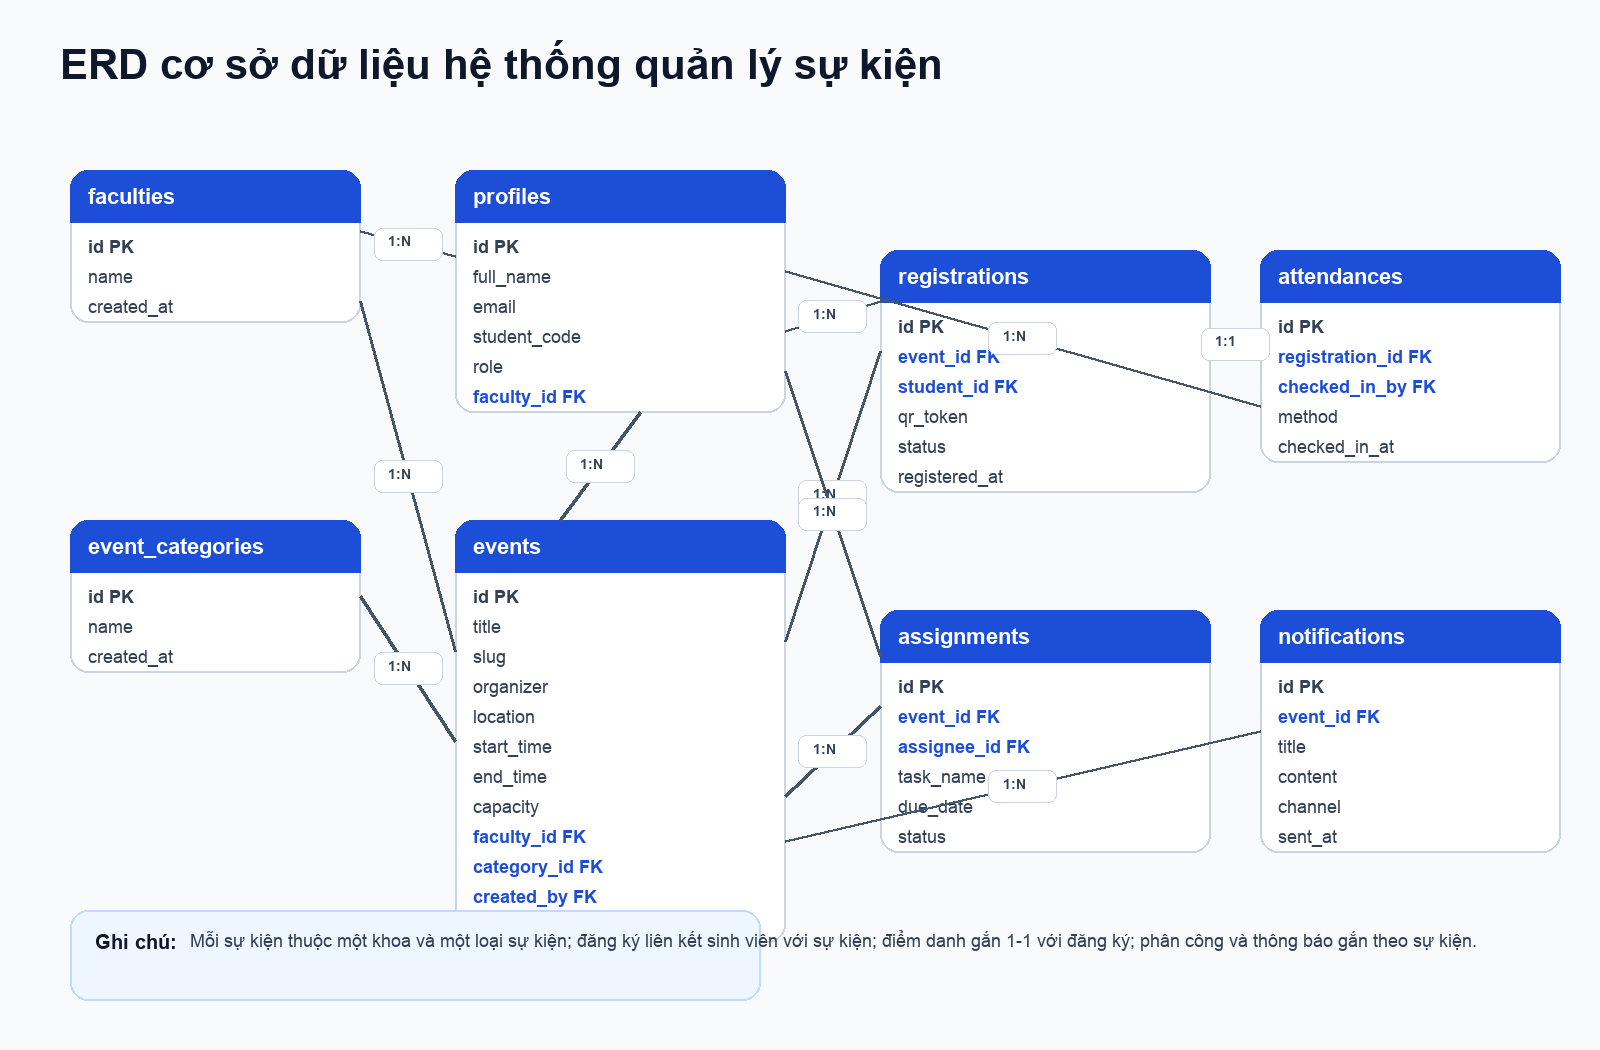 ERD cơ sở dữ liệu hệ thống quản lý sự kiện
faculties
id PK
name
created_at
1:N
profiles
id PK
full_name
email
student_code
role
faculty_id FK
1:N
registrations
id PK
event_id FK
student_id FK
qr_token
status
registered_at
1:N
1:1
attendances
id PK
registration_id FK
checked_in_by FK
method
checked_in_at
1:N
1:N
1:N
1:N
event_categories
id PK
name
created_at
1:N
events
id PK
title
slug
organizer
location
start_time
end_time
capacity
faculty_id FK
category_id FK
created_by FK
1:N
assignments
id PK
event_id FK
assignee_id FK
task_name
due_date
status
1:N
notifications
id PK
event_id FK
title
content
channel
sent_at
Ghi chú: Mỗi sự kiện thuộc một khoa và một loại sự kiện; đăng ký liên kết sinh viên với sự kiện; điểm danh gắn 1-1 với đăng ký; phân công và thông báo gắn theo sự kiện.